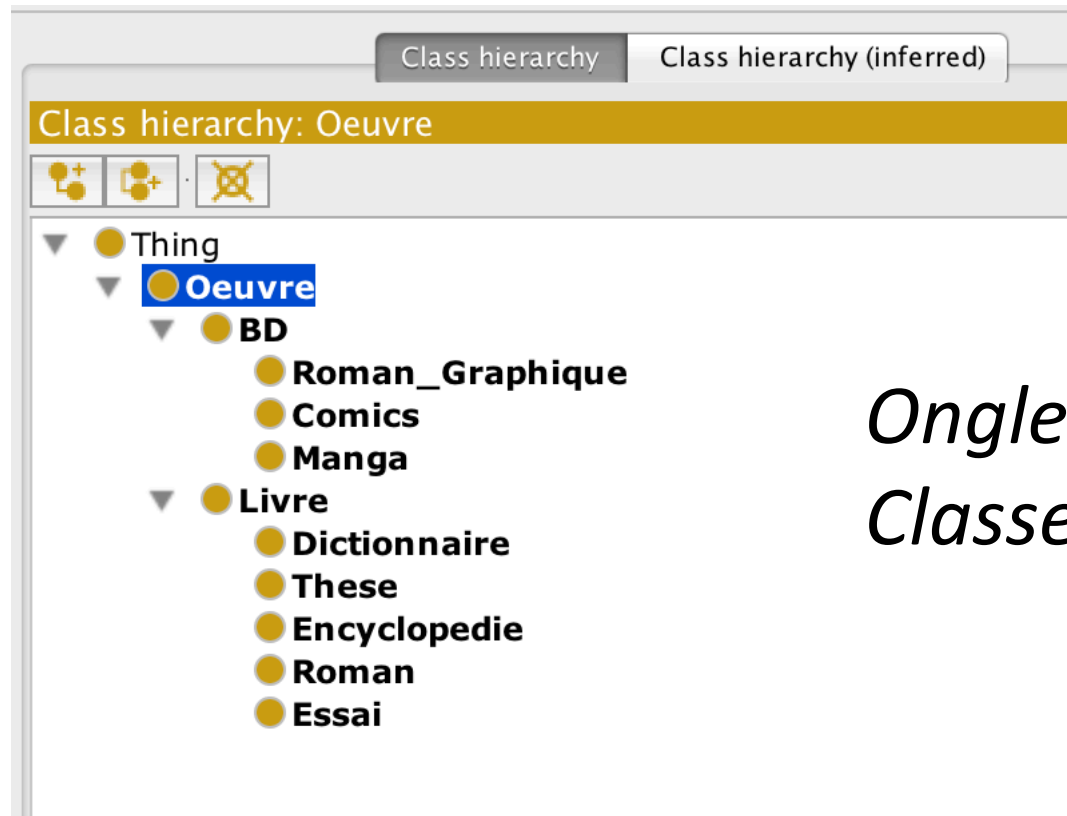 Class hierarchy Class hierarchy (inferred)
Class hierarchy: Oeuvre
Thing
Oeuvre
BD
Roman_Graphique
Comics
Manga
Livre
Dictionnaire
These
Encyclopedie
Roman
Essai
Ongle
Classe